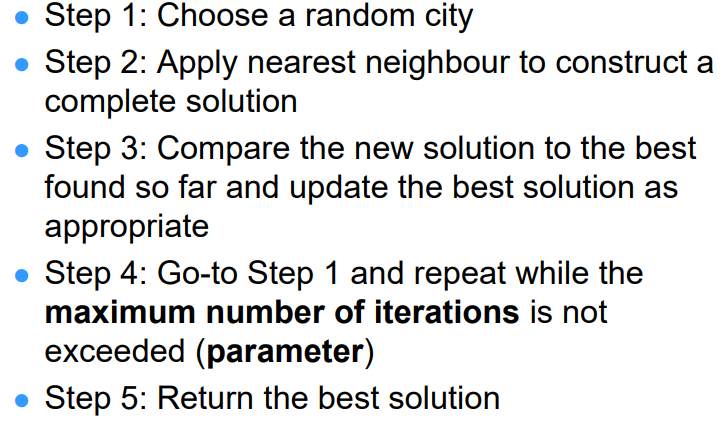 • Step 1: Choose a random city
• Step 2: Apply nearest neighbour to construct a
complete solution
• Step 3: Compare the new solution to the best
found so far and update the best solution as
appropriate
• Step 4: Go-to Step 1 and repeat while the
maximum number of iterations is not
exceeded (parameter)
• Step 5: Return the best solution